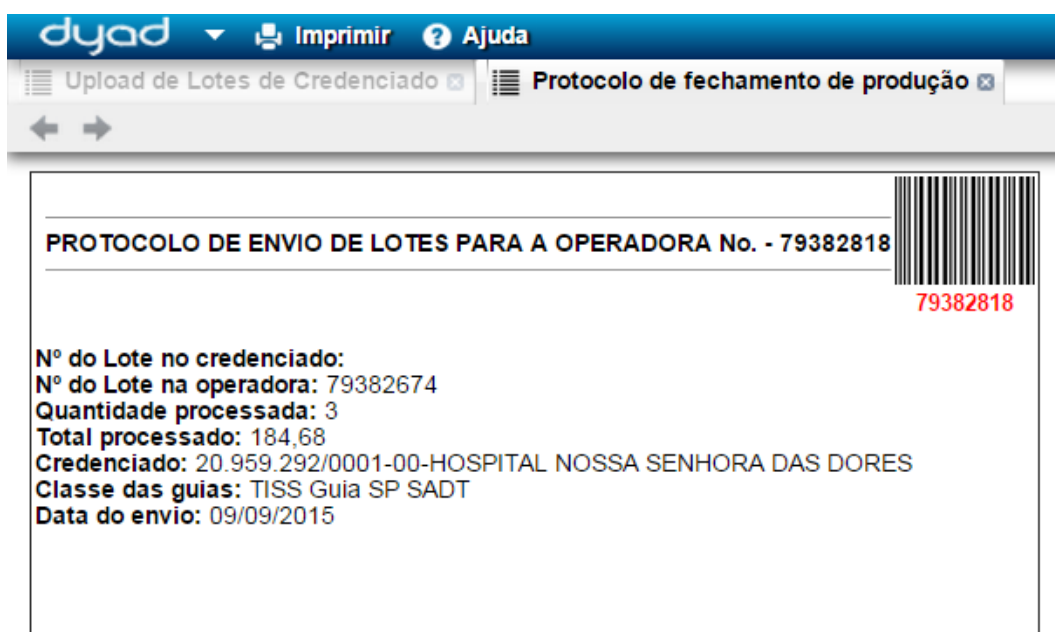 dyad Imprimir Ajuda
Upload de Lotes de Credenciado Protocolo de fechamento de produção
PROTOCOLO DE ENVIO DE LOTES PARA A OPERADORA No. - 79382818
79382818
Nº do Lote no credenciado:
Nº do Lote na operadora: 79382674
Quantidade processada: 3
Total processado: 184,68
Credenciado: 20.959.292/0001-00-HOSPITAL NOSSA SENHORA DAS DORES
Classe das guias: TISS Guia SP SADT
Data do envio: 09/09/2015